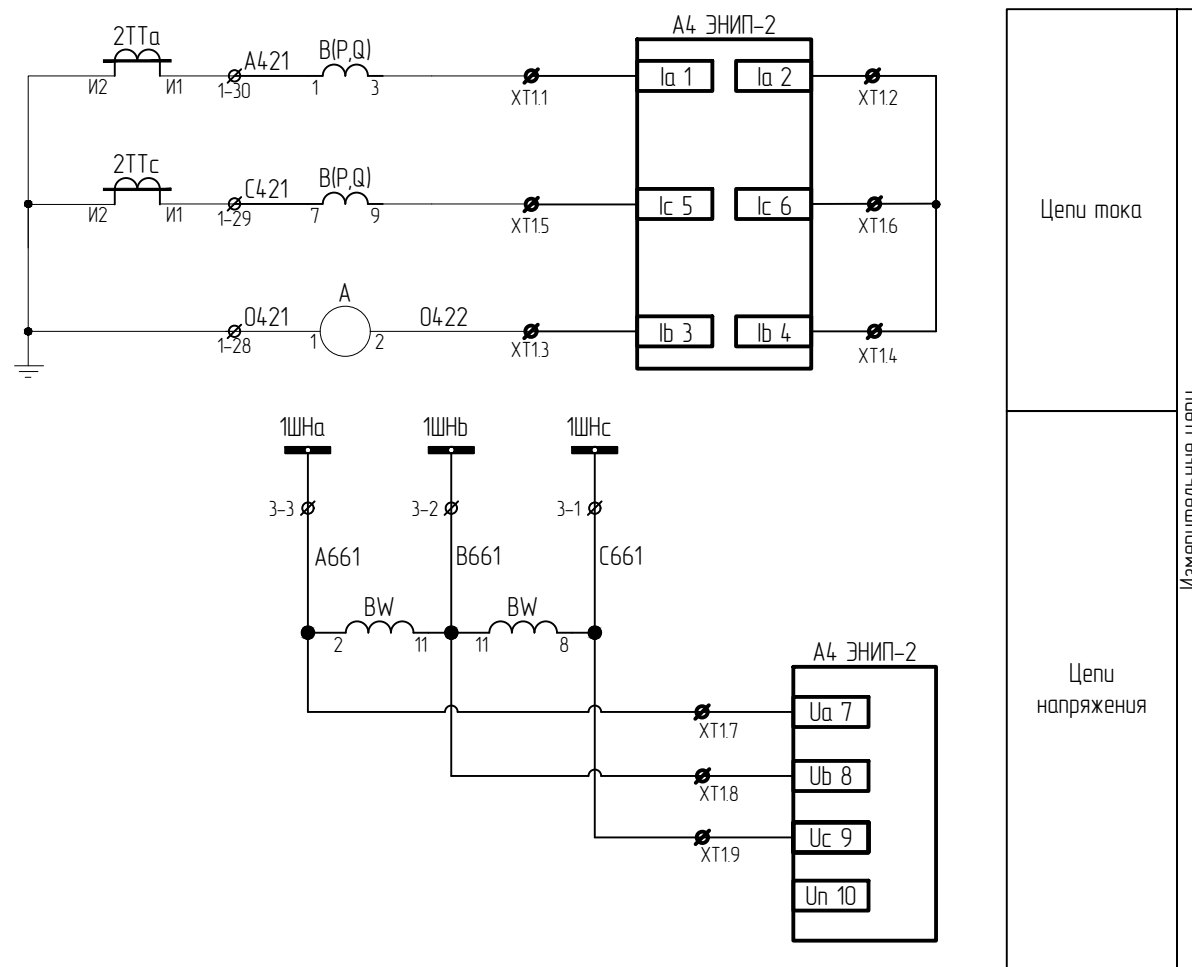 2ТТа
И2
И1
А421
1-30
В(P,Q)
1
3
ХТ1.1
А4 ЭНИП-2
Ia 1
Ia 2
ХТ1.2
2ТТс
И2
И1
С421
1-29
В(P,Q)
7
9
ХТ1.5
Ic 5
Ic 6
ХТ1.6
О421
1-28
А
1
2
О422
ХТ1.3
Ib 3
Ib 4
ХТ1.4
Цепи тока
1ШНа
1ШНb
1ШНс
3-3
3-2
3-1
А661
В661
С661
BW
2
11
BW
11
8
А4 ЭНИП-2
ХТ1.7
Ua 7
ХТ1.8
Ub 8
ХТ1.9
Uc 9
Un 10
Цепи
напряжения
Измерительные цепи